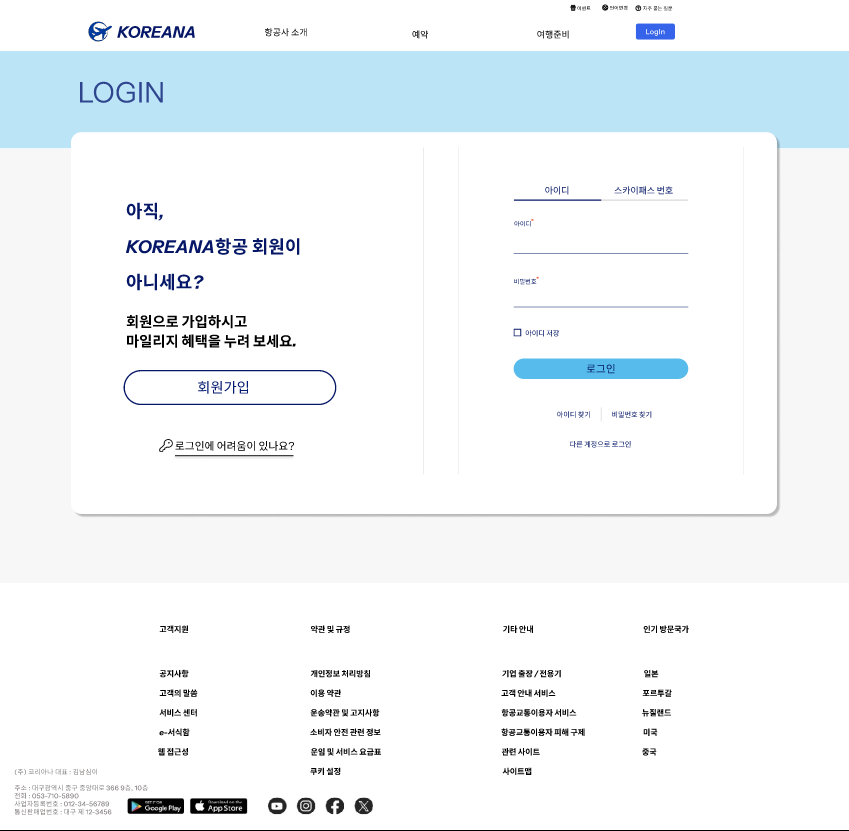 이벤트 언어변경 자주 묻는 질문
KOREANA 항공사 소개 예약 여행준비 LogIn
LOGIN
아직,
KOREANA항공 회원이
아니세요?
회원으로 가입하시고
마일리지 혜택을 누려 보세요.
회원가입
로그인에 어려움이 있나요?
아이디 스카이패스 번호
아이디*
비밀번호*
아이디 저장
로그인
아이디 찾기 비밀번호 찾기
다른 계정으로 로그인
고객지원
공지사항
고객의 말씀
서비스 센터
e-서식함
웹 접근성
약관 및 규정
개인정보 처리방침
이용 약관
운송약관 및 고지사항
소비자 안전 관련 정보
운임 및 서비스 요금표
쿠키 설정
기타 안내
기업 출장 / 전용기
고객 안내 서비스
항공교통이용자 서비스
항공교통이용자 피해 구제
관련 사이트
사이트맵
인기 방문국가
일본
포르투갈
뉴질랜드
미국
중국
(주) 코리아나 대표 : 김남심이
주소 : 대구광역시 중구 중앙대로 366 9층, 10층
전화 : 053-710-5890
사업자등록번호 : 012-34-56789
통신판매업번호 : 대구 제 12-3456
GET IT ON
Google Play
Download on the
App Store